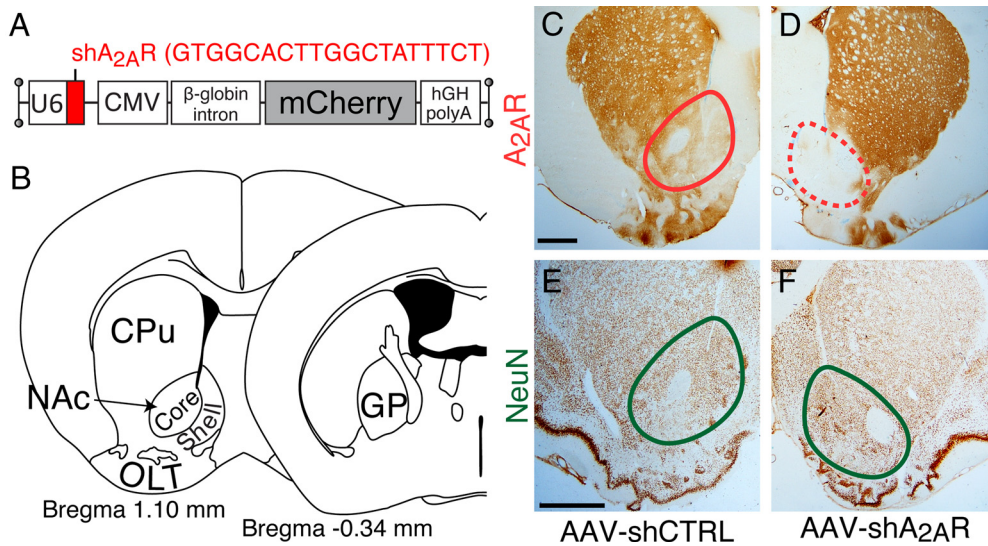 A
shA2AR (GTGGCACTTGGCTATTTCT)
U6
CMV
β-globin
intron
mCherry
hGH
polyA
B
CPu
NAc
Core
Shell
OLT
Bregma 1.10 mm
GP
Bregma -0.34 mm
C
D
A2AR
E
F
NeuN
AAV-shCTRL
AAV-shA2AR